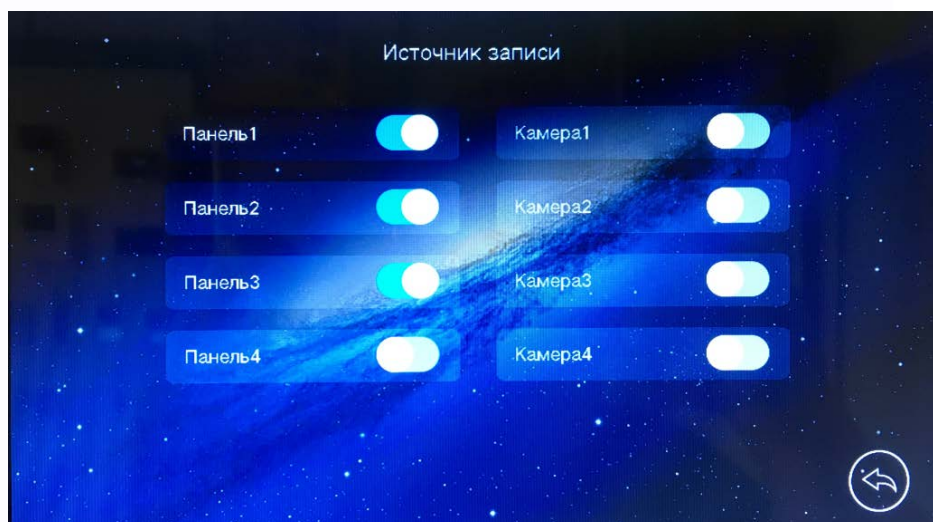 Источник записи
Панель1
Камера1
Панель2
Камера2
Панель3
Камера3
Панель4
Камера4